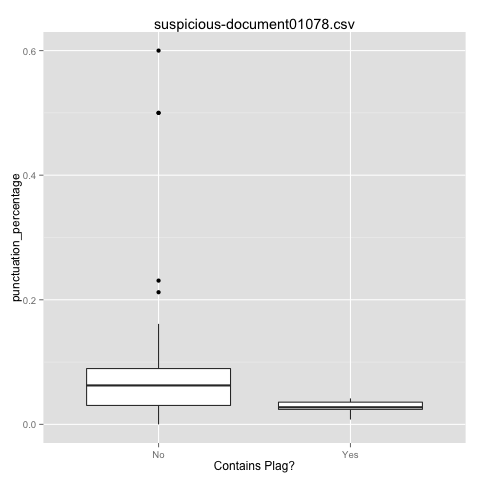 suspicious-document01078.csv
0.6
0.4
0.2
0.0
punctuation_percentage
No Yes
Contains Plag?